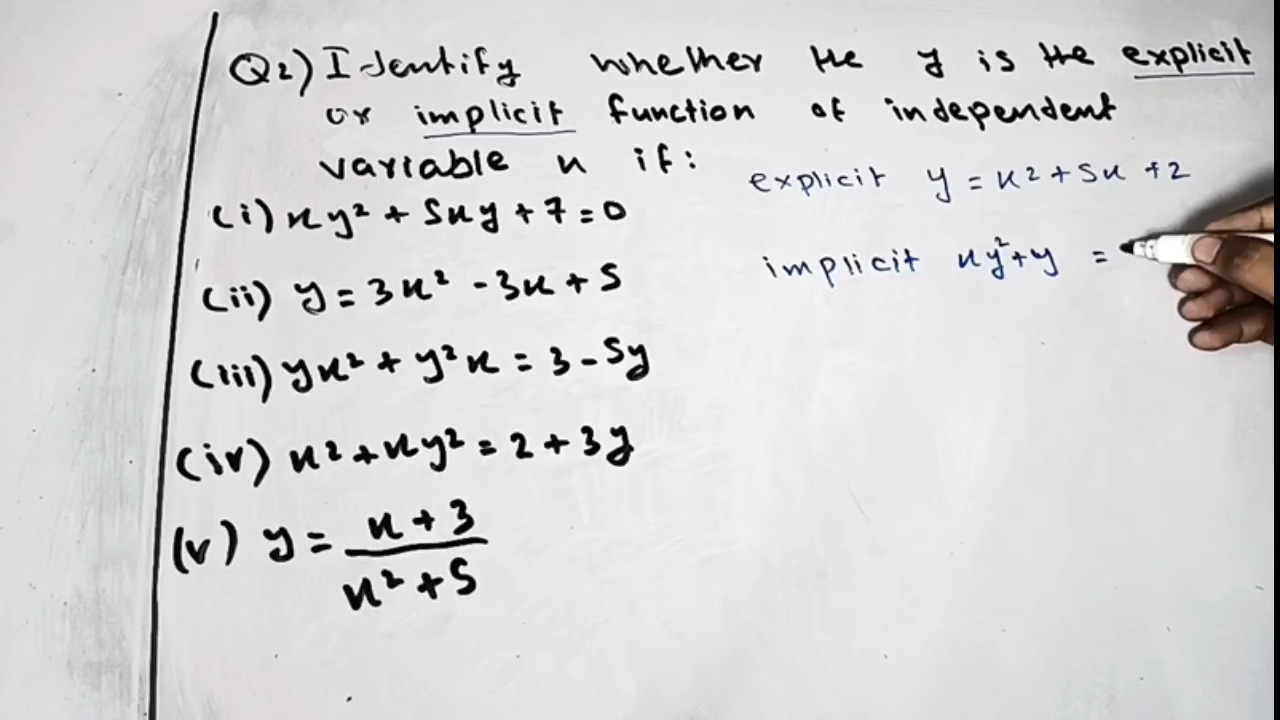 Q2) Identify whether the y is the explicit
or implicit function of independent
variable x if:
explicit y = x² + 5x + 2
(i) xy² + 5xy + 7 = 0
implicit xy² + y =
(ii) y = 3x² - 3x + 5
(iii) yx² + y²x = 3 - 5y
(iv) x² + xy² = 2 + 3y
(v) y = x + 3
x² + 5